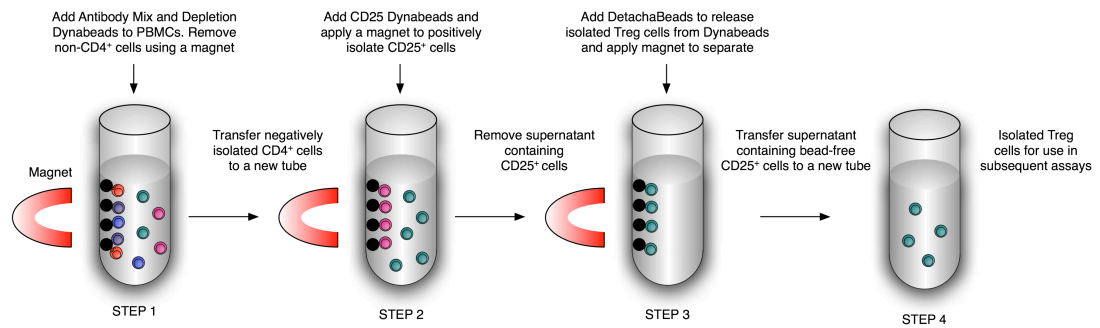 Add Antibody Mix and Depletion
Dynabeads to PBMCs. Remove
non-CD4⁺ cells using a magnet
Add CD25 Dynabeads and
apply a magnet to positively
isolate CD25⁺ cells
Add DetachaBeads to release
isolated Treg cells from Dynabeads
and apply magnet to separate
Magnet
Transfer negatively
isolated CD4⁺ cells
to a new tube
Remove supernatant
containing
CD25⁺ cells
Transfer supernatant
containing bead-free
CD25⁺ cells to a new tube
Isolated Treg
cells for use in
subsequent assays
STEP 1
STEP 2
STEP 3
STEP 4